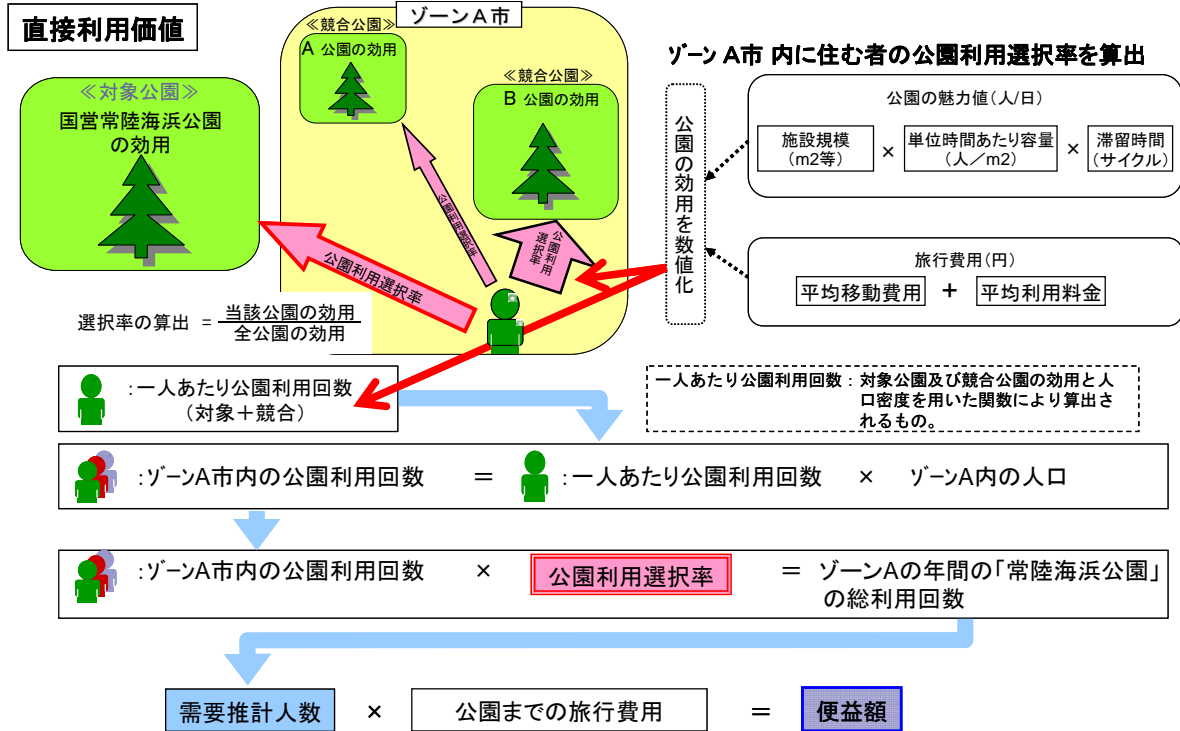 直接利用価値
ゾーンA市
≪競合公園≫
A 公園の効用
≪競合公園≫
B 公園の効用
≪対象公園≫
国営常陸海浜公園
の効用
公園利用選択率
公園利用選択率
公園利用
選択率
選択率の算出 = 当該公園の効用
全公園の効用
ゾーンA市 内に住む者の公園利用選択率を算出
公園の効用を数値化
公園の魅力値(人/日)
施設規模
(m2等)
×
単位時間あたり容量
(人/m2)
×
滞留時間
(サイクル)
旅行費用(円)
平均移動費用 + 平均利用料金
:一人あたり公園利用回数
(対象+競合)
一人あたり公園利用回数: 対象公園及び競合公園の効用と人
口密度を用いた関数により算出さ
れるもの。
:ゾーンA市内の公園利用回数 = :一人あたり公園利用回数 × ゾーンA内の人口
:ゾーンA市内の公園利用回数 × 公園利用選択率 = ゾーンAの年間の「常陸海浜公園」
の総利用回数
需要推計人数 × 公園までの旅行費用 = 便益額